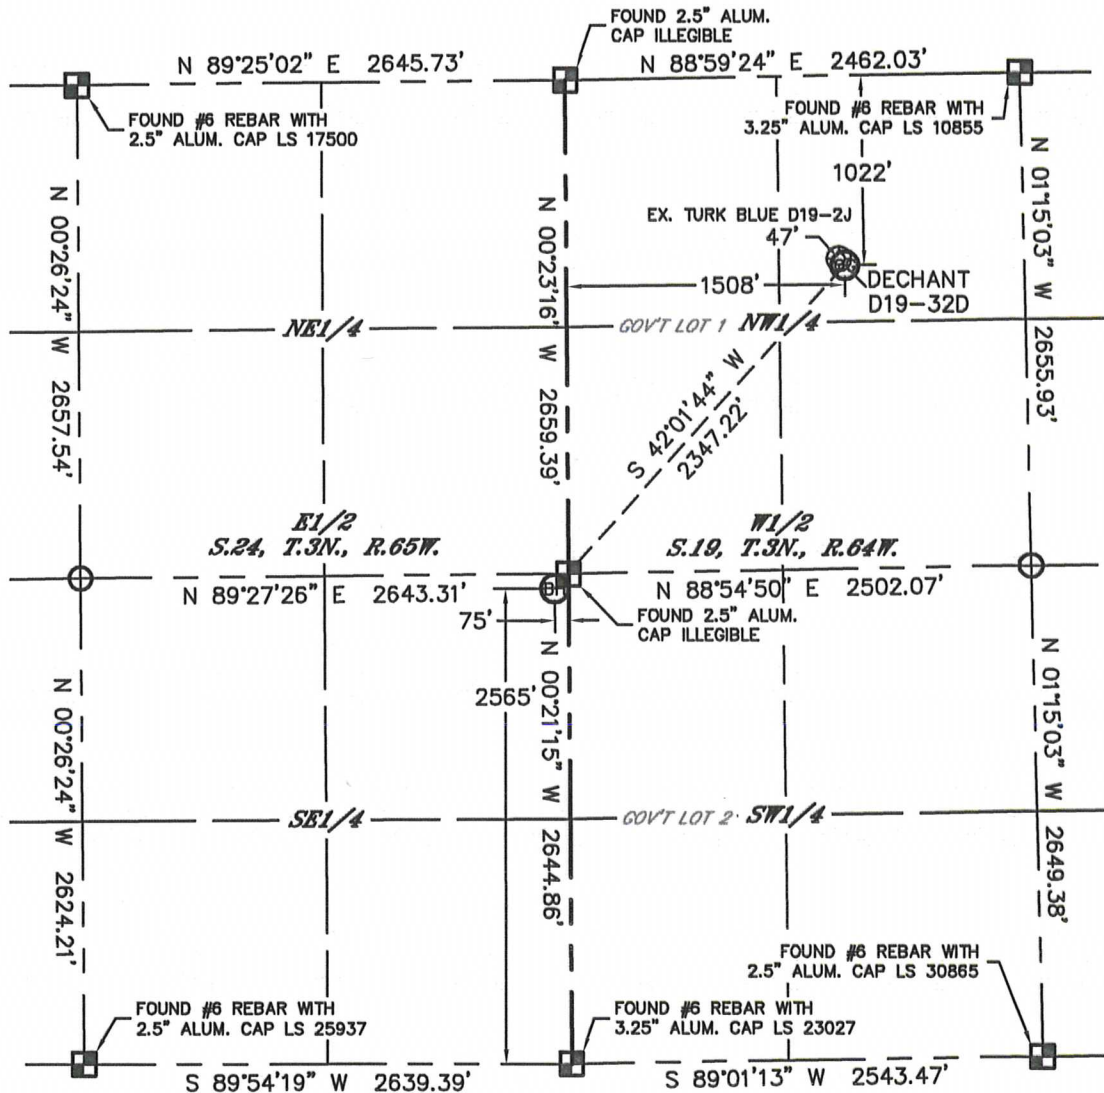 FOUND 2.5" ALUM.
CAP ILLEGIBLE
N 89°25'02" E 2645.73'
N 88°59'24" E 2462.03'
FOUND #6 REBAR WITH
2.5" ALUM. CAP LS 17500
FOUND #6 REBAR WITH
3.25" ALUM. CAP LS 10855
1022'
N 00°26'24" W 2657.54'
N 00°23'16" W 2659.39'
N 01°15'03" W 2655.93'
EX. TURK BLUE D19-2J
47'
1508'
DECHANT
D19-32D
NE1/4
GOV'T LOT 1 NW1/4
S 42°01'44" W
2347.22'
E1/2
S.24, T.3N., R.65W.
W1/2
S.19, T.3N., R.64W.
N 89°27'26" E 2643.31'
N 88°54'50" E 2502.07'
75'
FOUND 2.5" ALUM.
CAP ILLEGIBLE
2565'
N 00°26'24" W 2624.21'
N 00°21'15" W 2644.86'
N 01°15'03" W 2649.38'
SE1/4
GOV'T LOT 2 SW1/4
FOUND #6 REBAR WITH
2.5" ALUM. CAP LS 30865
FOUND #6 REBAR WITH
2.5" ALUM. CAP LS 25937
FOUND #6 REBAR WITH
3.25" ALUM. CAP LS 23027
S 89°54'19" W 2639.39'
S 89°01'13" W 2543.47'